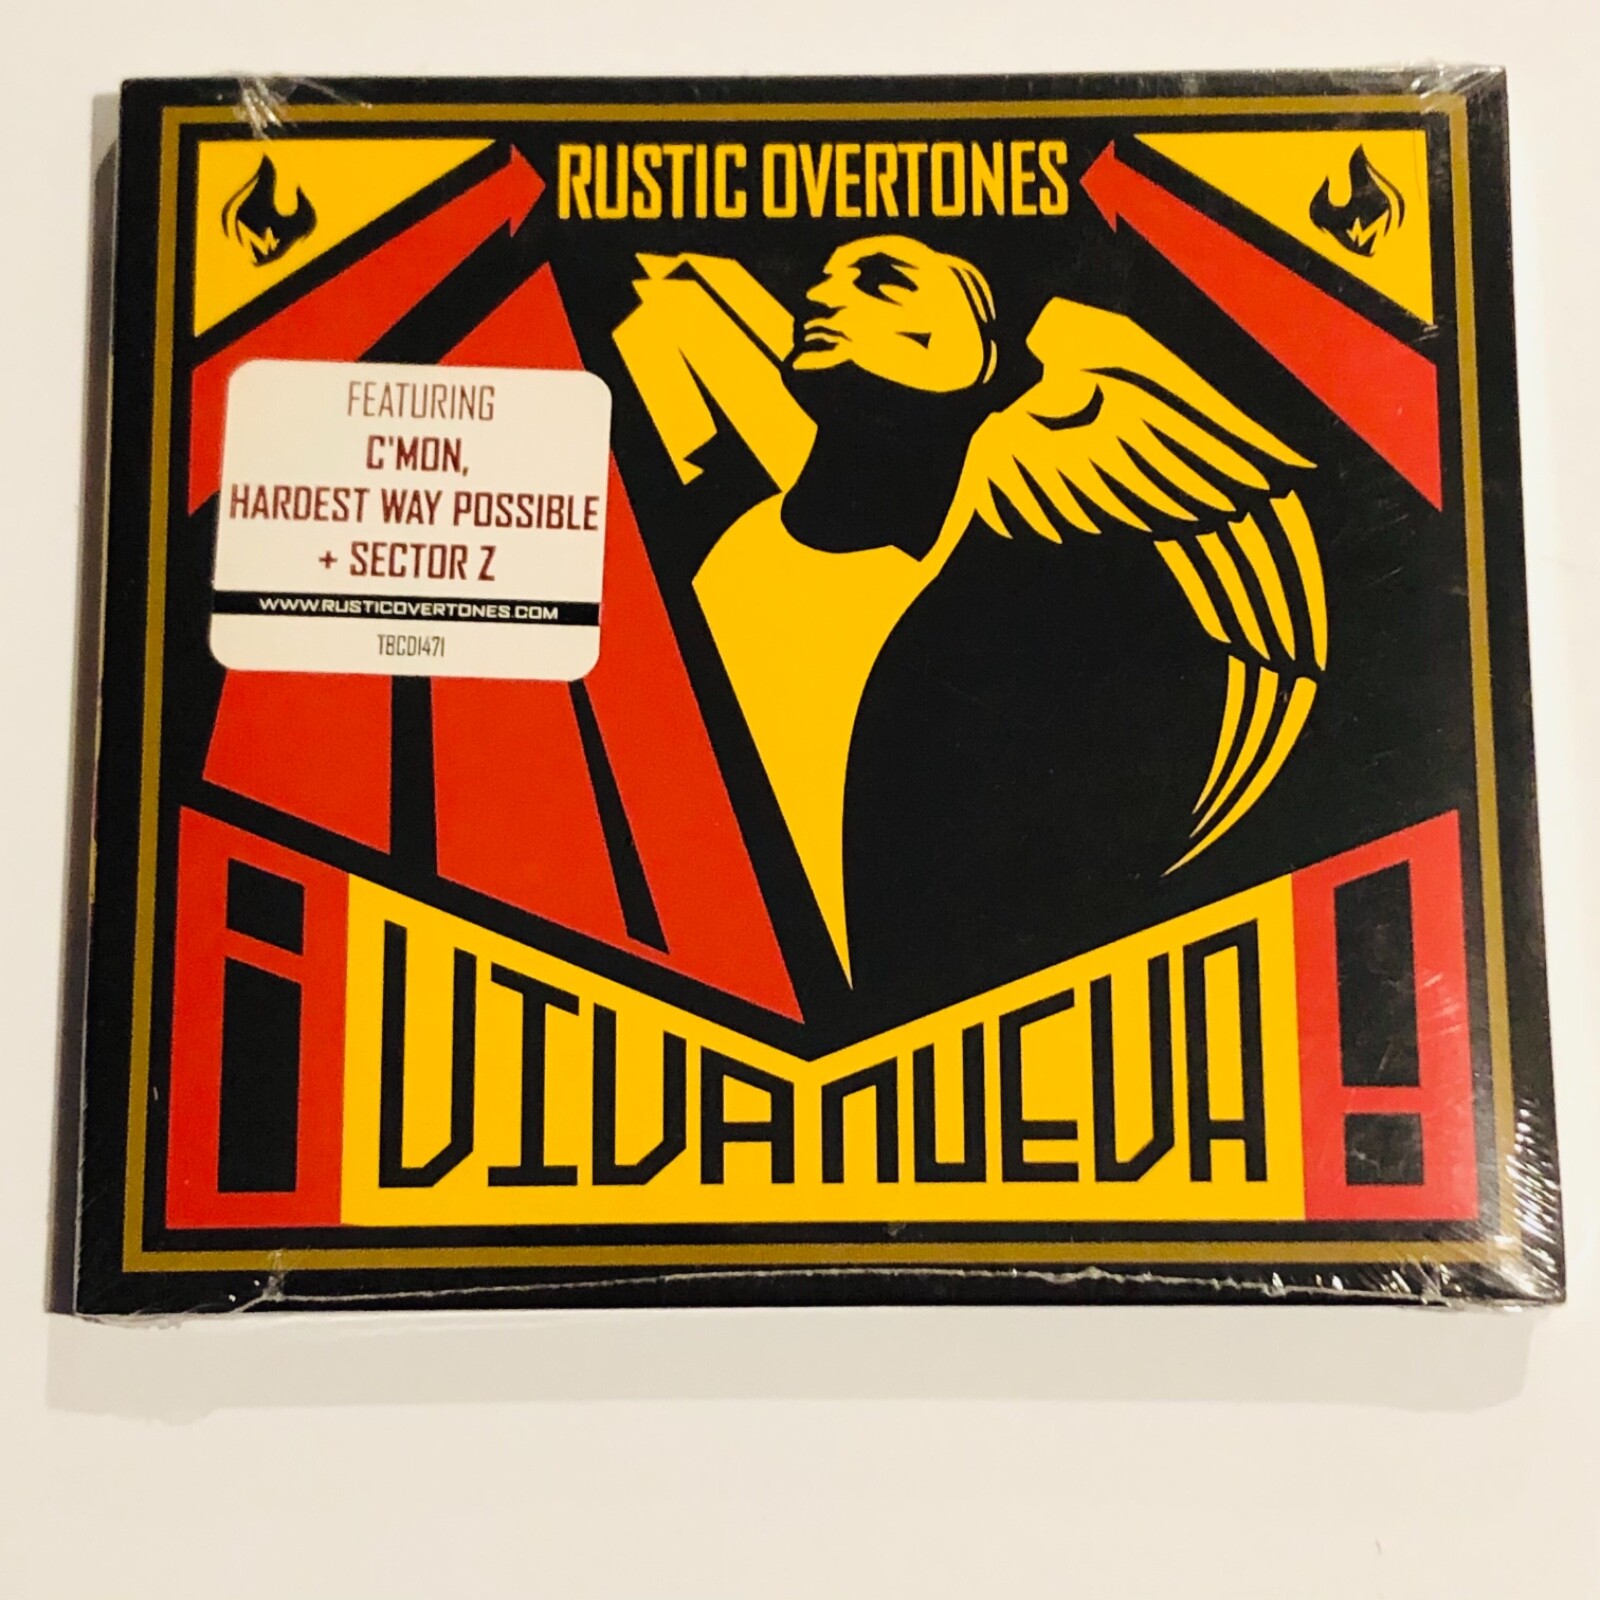 RUSTIC OVERTONES
FEATURING
C'MON,
HARDEST WAY POSSIBLE
+ SECTOR Z
WWW.RUSTICOVERTONES.COM
TBCD1471
¡VIVA NUEVA!